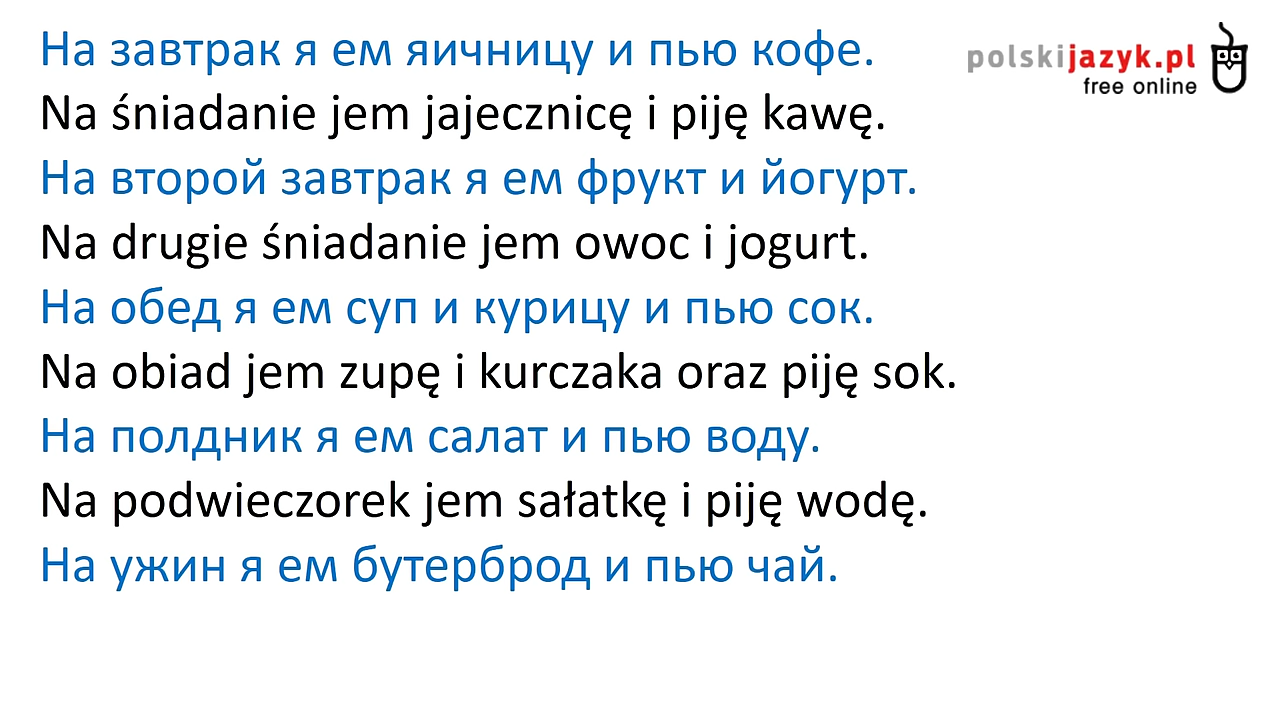 На завтрак я ем яичницу и пью кофе.
polskijazyk.pl
free online
Na śniadanie jem jajecznicę i piję kawę.
На второй завтрак я ем фрукт и йогурт.
Na drugie śniadanie jem owoc i jogurt.
На обед я ем суп и курицу и пью сок.
Na obiad jem zupę i kurczaka oraz piję sok.
На полдник я ем салат и пью воду.
Na podwieczorek jem sałatkę i piję wodę.
На ужин я ем бутерброд и пью чай.